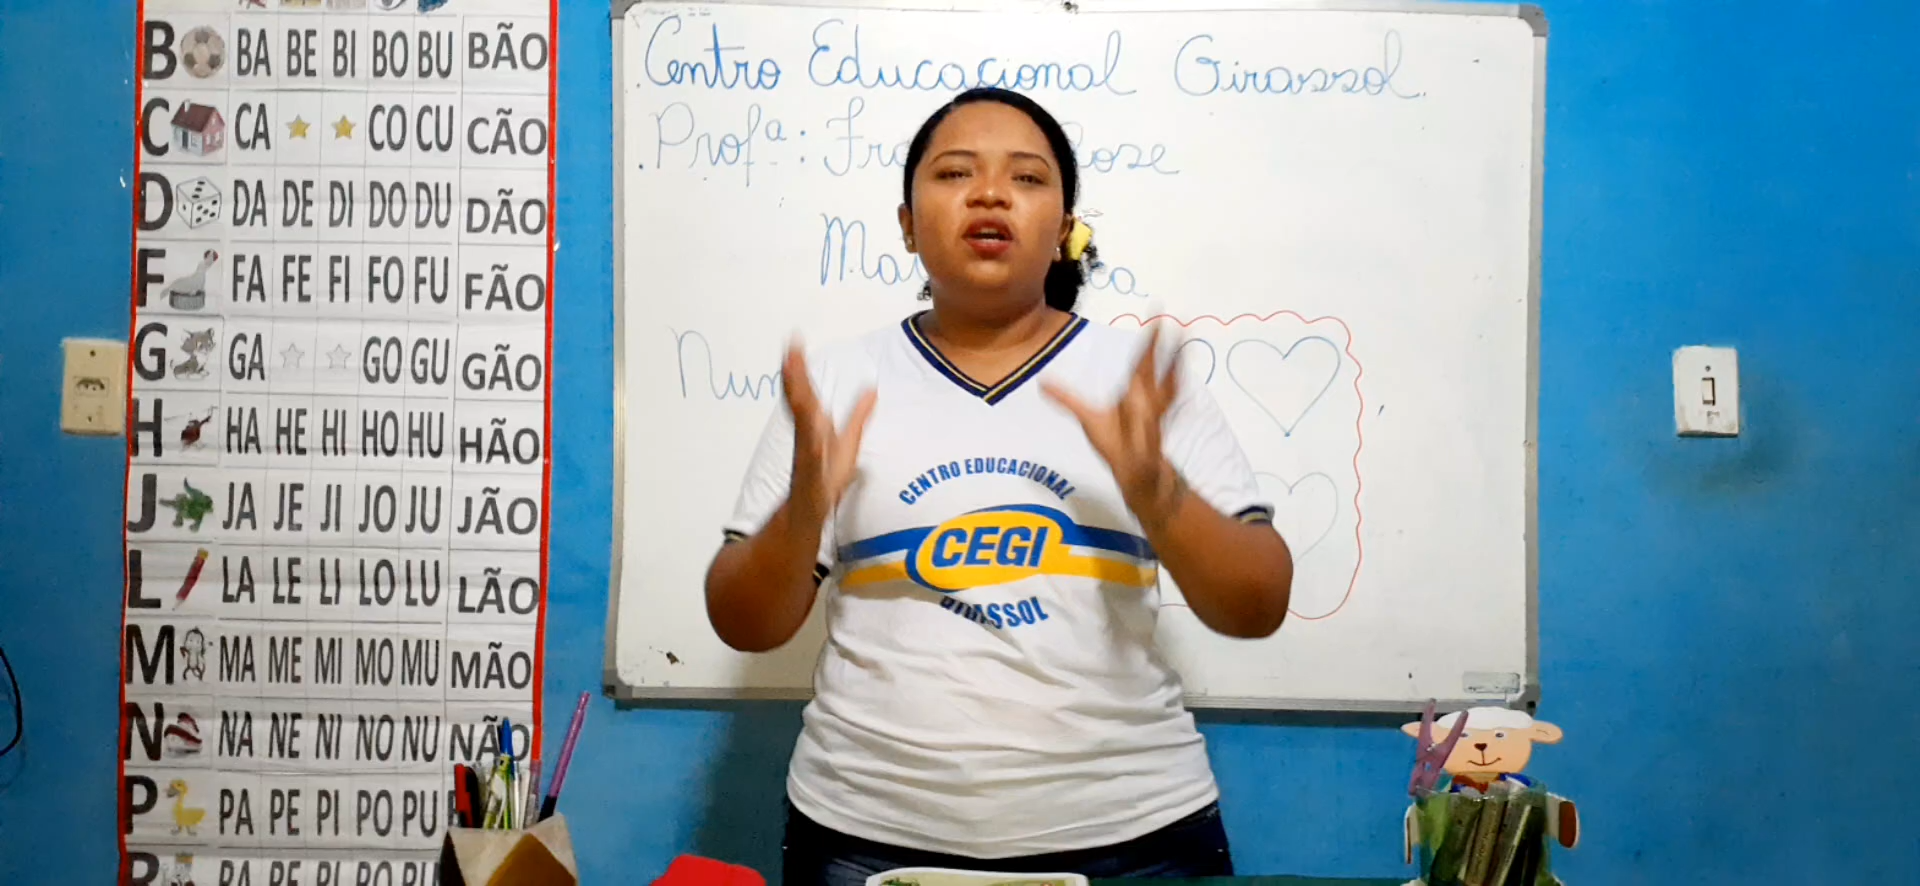 B BA BE BI BO BU BÃO
C CA CO CU CÃO
D DA DE DI DO DU DÃO
F FA FE FI FO FU FÃO
G GA GO GU GÃO
H HA HE HI HO HU HÃO
J JA JE JI JO JU JÃO
L LA LE LI LO LU LÃO
M MA ME MI MO MU MÃO
N NA NE NI NO NU NÃO
P PA PE PI PO PU
Centro Educacional Girassol
Profª:
CENTRO EDUCACIONAL
CEGI
GIRASSOL